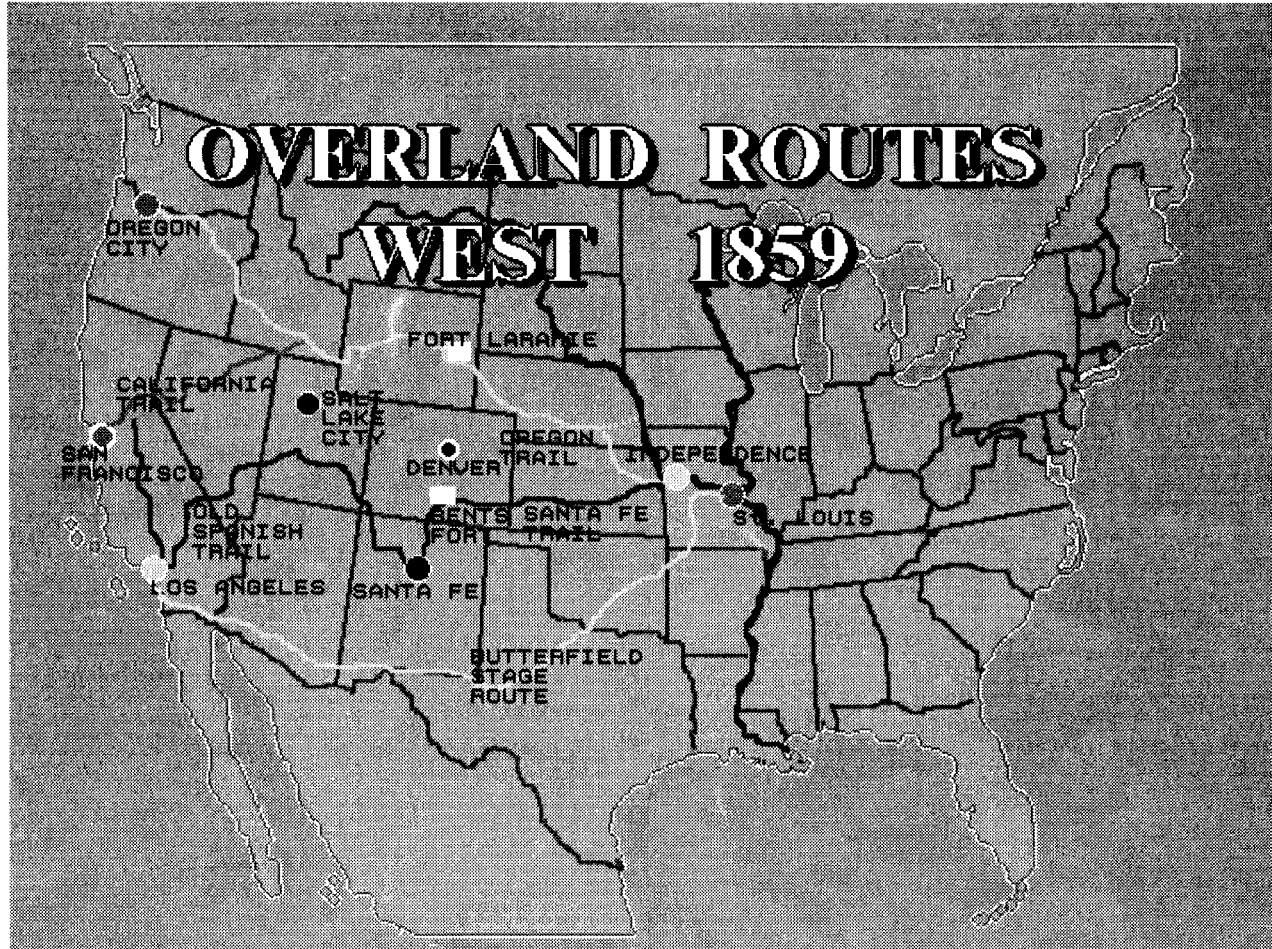 OVERLAND ROUTES
WEST 1859
OREGON
CITY
FORT LARAMIE
CALIFORNIA
TRAIL
SALT
LAKE
CITY
SAN
FRANCISCO
DENVER
OREGON
TRAIL
INDEPENDENCE
ST. LOUIS
OLD
SPANISH
TRAIL
BENTS
FORT
SANTA FE
TRAIL
LOS ANGELES
SANTA FE
BUTTERFIELD
STAGE
ROUTE